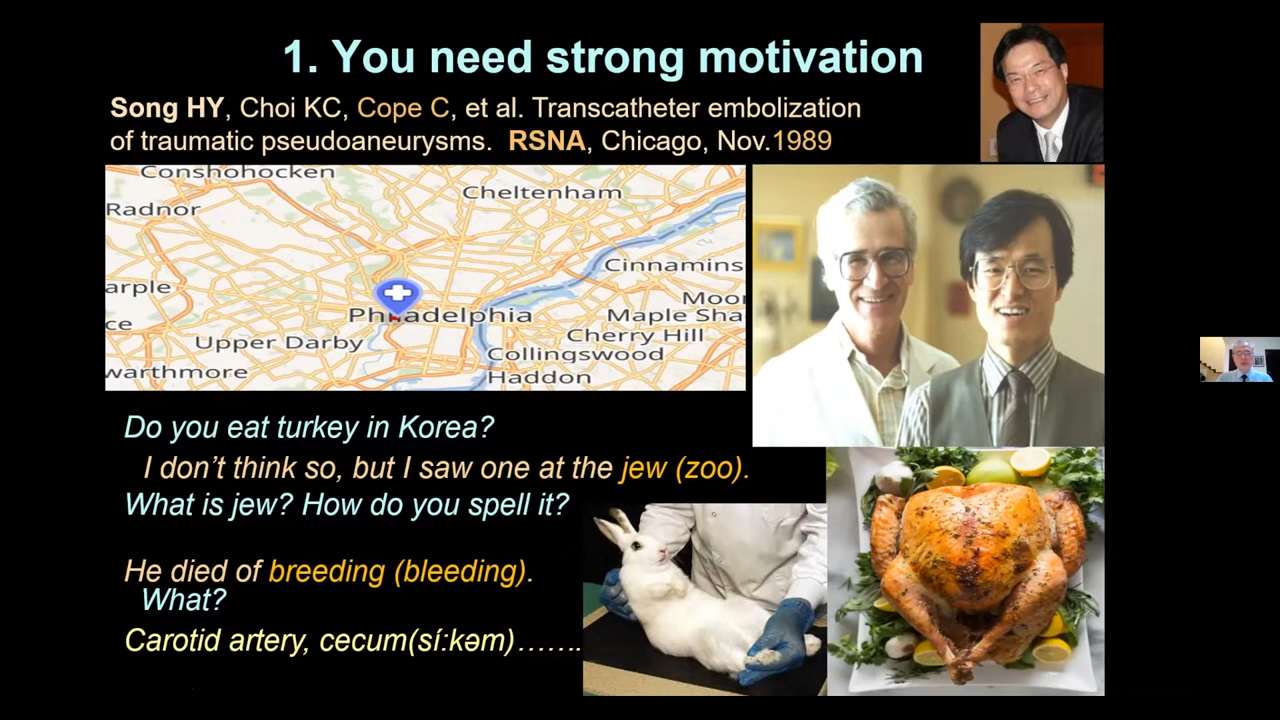 1. You need strong motivation
Song HY, Choi KC, Cope C, et al. Transcatheter embolization
of traumatic pseudoaneurysms. RSNA, Chicago, Nov.1989
Conshohocken
Cheltenham
Radnor
Cinnamins
arple
Moor
Philadelphia
Maple Sha
ce
Cherry Hill
Upper Darby
Collingswood
warthmore
Haddon
Do you eat turkey in Korea?
I don't think so, but I saw one at the jew (zoo).
What is jew? How do you spell it?
He died of breeding (bleeding).
What?
Carotid artery, cecum(sí:kəm)…….